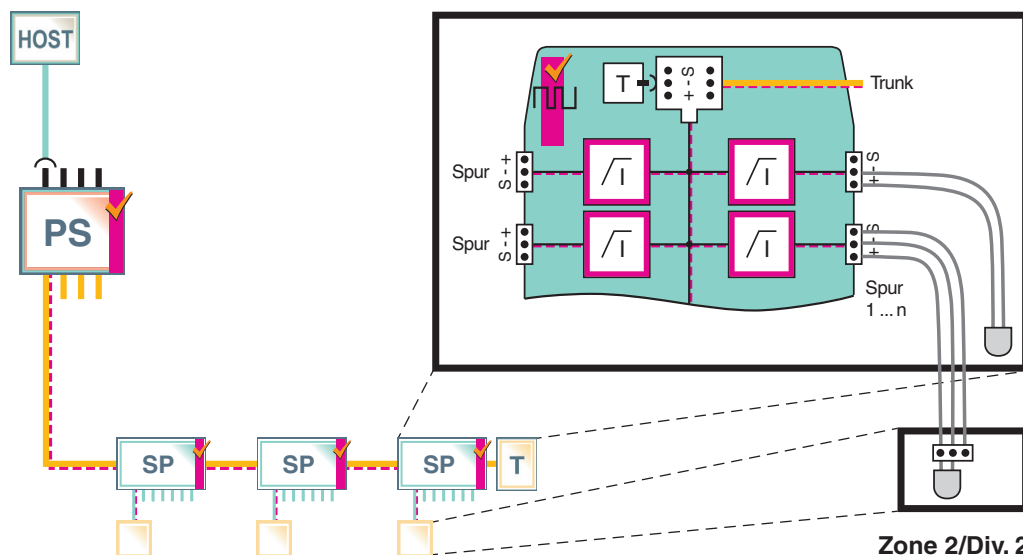 HOST
PS
SP
SP
SP
T
T
S - +
Trunk
Spur
S - +
S - +
Spur
S - +
S - +
Spur
1 ... n
Zone 2/Div. 2